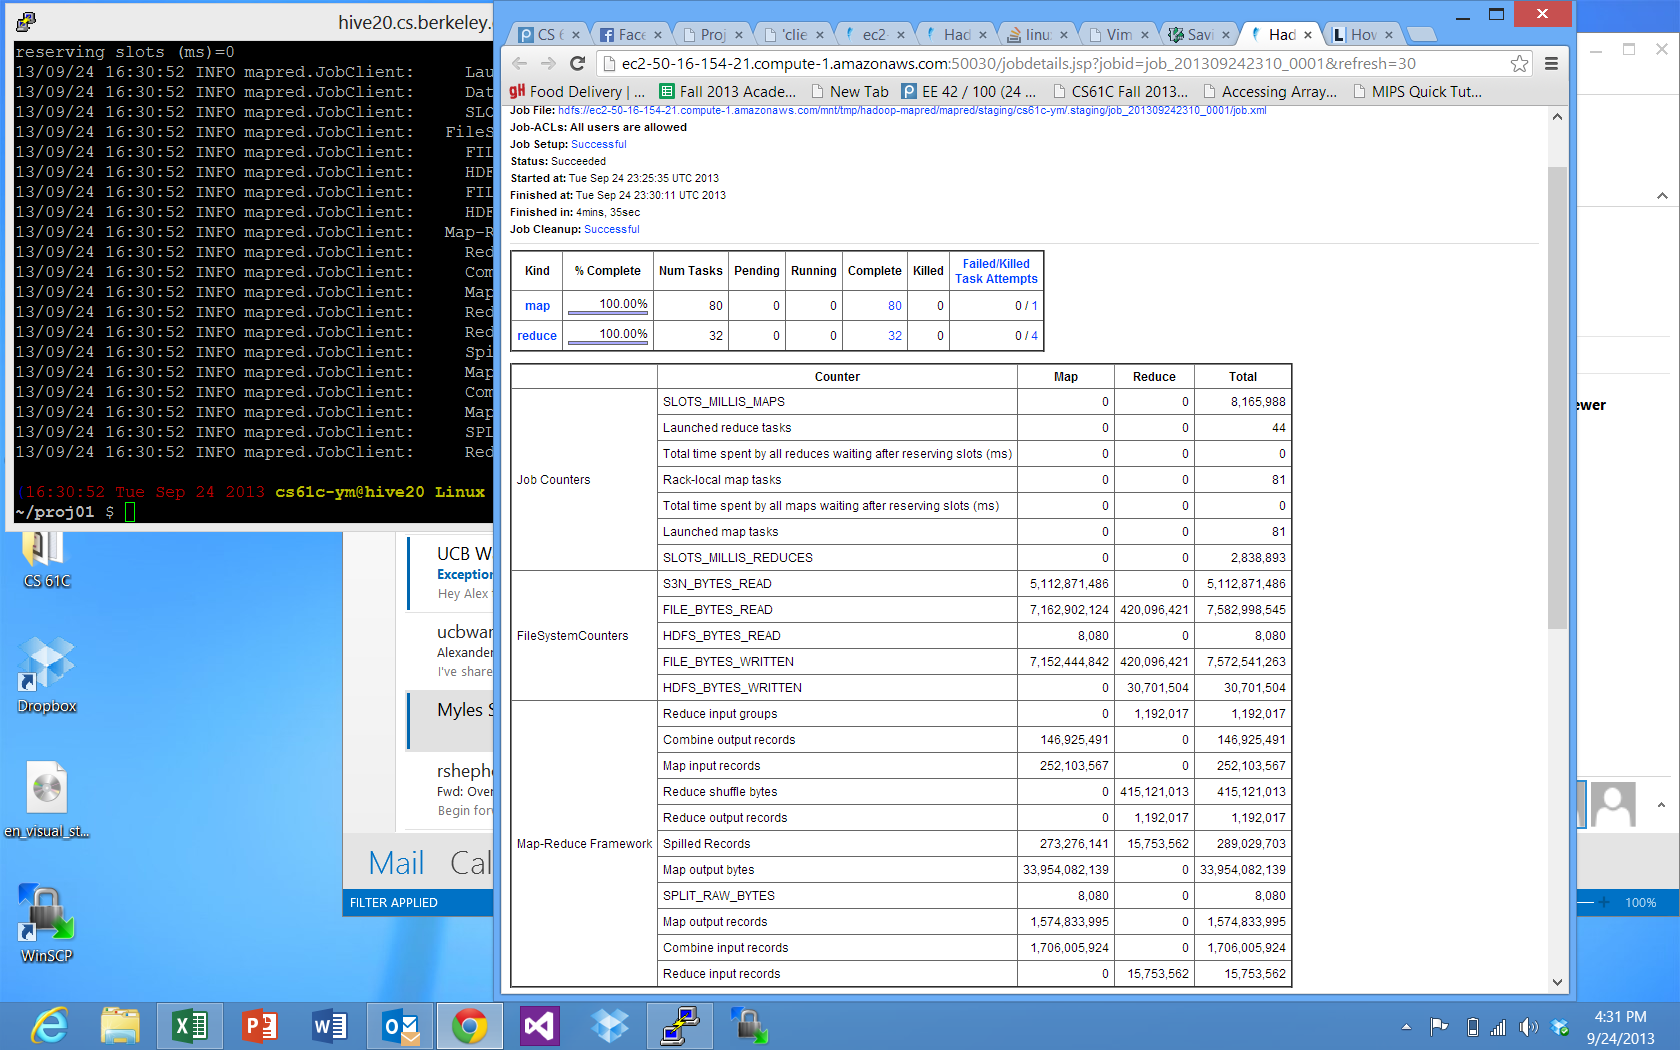 hive20.cs.berkeley.
reserving slots (ms)=0
13/09/24 16:30:52 INFO mapred.JobClient: Lau
13/09/24 16:30:52 INFO mapred.JobClient: Dat
13/09/24 16:30:52 INFO mapred.JobClient: SLO
13/09/24 16:30:52 INFO mapred.JobClient: FileS
13/09/24 16:30:52 INFO mapred.JobClient: FIL
13/09/24 16:30:52 INFO mapred.JobClient: HDF
13/09/24 16:30:52 INFO mapred.JobClient: FIL
13/09/24 16:30:52 INFO mapred.JobClient: HDF
13/09/24 16:30:52 INFO mapred.JobClient: Map-R
13/09/24 16:30:52 INFO mapred.JobClient: Red
13/09/24 16:30:52 INFO mapred.JobClient: Com
13/09/24 16:30:52 INFO mapred.JobClient: Map
13/09/24 16:30:52 INFO mapred.JobClient: Red
13/09/24 16:30:52 INFO mapred.JobClient: Red
13/09/24 16:30:52 INFO mapred.JobClient: Spi
13/09/24 16:30:52 INFO mapred.JobClient: Map
13/09/24 16:30:52 INFO mapred.JobClient: Com
13/09/24 16:30:52 INFO mapred.JobClient: Map
13/09/24 16:30:52 INFO mapred.JobClient: SPL
13/09/24 16:30:52 INFO mapred.JobClient: Red
(16:30:52 Tue Sep 24 2013 cs61c-ym@hive20 Linux
~/proj01 $
CS 6 Face Proj 'clie ec2- Had linu Vim Savi Had How
ec2-50-16-154-21.compute-1.amazonaws.com:50030/jobdetails.jsp?jobid=job_201309242310_0001&refresh=30
gH Food Delivery | ... Fall 2013 Acade... New Tab EE 42 / 100 (24 ... CS61C Fall 2013... Accessing Array... MIPS Quick Tut...
Job File: hdfs://ec2-50-16-154-21.compute-1.amazonaws.com/mnt/tmp/hadoop-mapred/mapred/staging/cs61c-ym/.staging/job_201309242310_0001/job.xml
Job-ACLs: All users are allowed
Job Setup: Successful
Status: Succeeded
Started at: Tue Sep 24 23:25:35 UTC 2013
Finished at: Tue Sep 24 23:30:11 UTC 2013
Finished in: 4mins, 35sec
Job Cleanup: Successful
Kind % Complete Num Tasks Pending Running Complete Killed Failed/Killed Task Attempts
map 100.00% 80 0 0 80 0 0 / 1
reduce 100.00% 32 0 0 32 0 0 / 4
Counter Map Reduce Total
Job Counters
SLOTS_MILLIS_MAPS 0 0 8,165,988
Launched reduce tasks 0 0 44
Total time spent by all reduces waiting after reserving slots (ms) 0 0 0
Rack-local map tasks 0 0 81
Total time spent by all maps waiting after reserving slots (ms) 0 0 0
Launched map tasks 0 0 81
SLOTS_MILLIS_REDUCES 0 0 2,838,893
FileSystemCounters
S3N_BYTES_READ 5,112,871,486 0 5,112,871,486
FILE_BYTES_READ 7,162,902,124 420,096,421 7,582,998,545
HDFS_BYTES_READ 8,080 0 8,080
FILE_BYTES_WRITTEN 7,152,444,842 420,096,421 7,572,541,263
HDFS_BYTES_WRITTEN 0 30,701,504 30,701,504
Map-Reduce Framework
Reduce input groups 0 1,192,017 1,192,017
Combine output records 146,925,491 0 146,925,491
Map input records 252,103,567 0 252,103,567
Reduce shuffle bytes 0 415,121,013 415,121,013
Reduce output records 0 1,192,017 1,192,017
Spilled Records 273,276,141 15,753,562 289,029,703
Map output bytes 33,954,082,139 0 33,954,082,139
SPLIT_RAW_BYTES 8,080 0 8,080
Map output records 1,574,833,995 0 1,574,833,995
Combine input records 1,706,005,924 0 1,706,005,924
Reduce input records 0 15,753,562 15,753,562
ewer
CS 61C
Dropbox
en_visual_st...
WinSCP
UCB W
Exception
Hey Alex
ucbwar
Alexander
I've share
Myles S
rsheph
Fwd: Over
Begin for
Mail Cal
FILTER APPLIED
100%
4:31 PM
9/24/2013